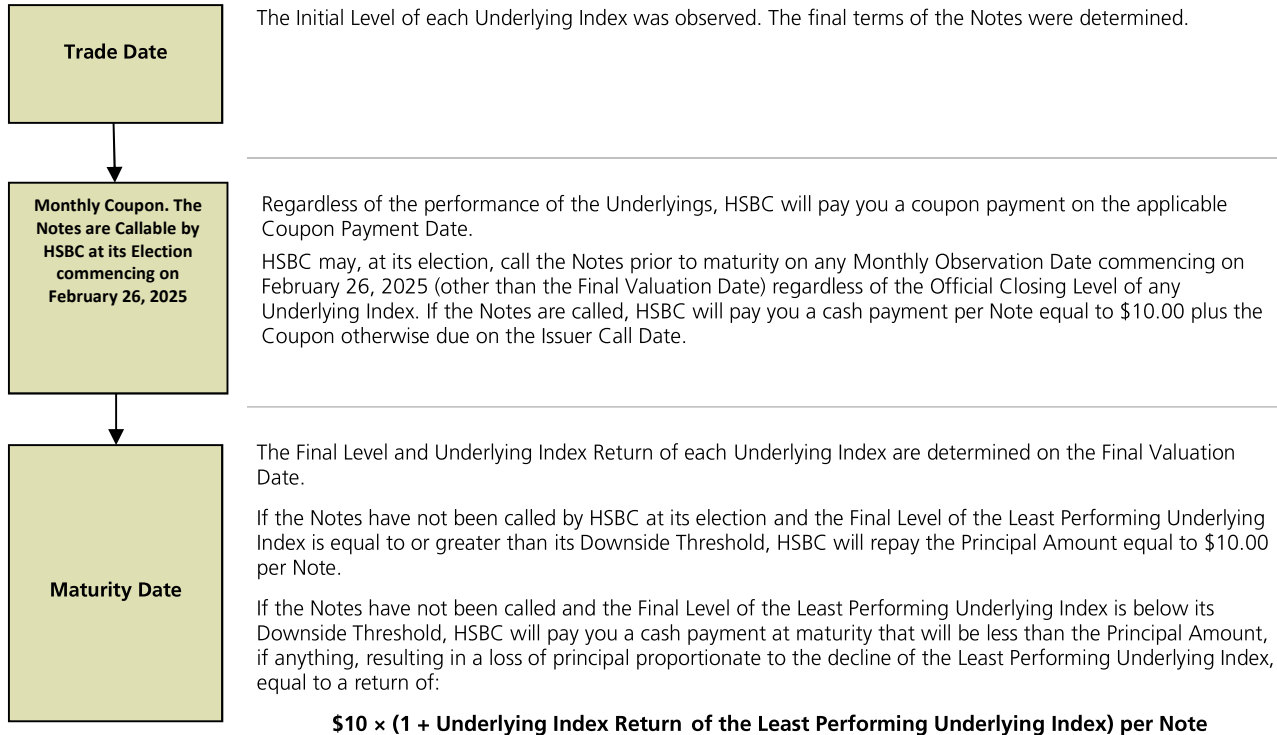 Trade Date
The Initial Level of each Underlying Index was observed. The final terms of the Notes were determined.
Monthly Coupon. The
Notes are Callable by
HSBC at its Election
commencing on
February 26, 2025
Regardless of the performance of the Underlyings, HSBC will pay you a coupon payment on the applicable
Coupon Payment Date.
HSBC may, at its election, call the Notes prior to maturity on any Monthly Observation Date commencing on
February 26, 2025 (other than the Final Valuation Date) regardless of the Official Closing Level of any
Underlying Index. If the Notes are called, HSBC will pay you a cash payment per Note equal to $10.00 plus the
Coupon otherwise due on the Issuer Call Date.
Maturity Date
The Final Level and Underlying Index Return of each Underlying Index are determined on the Final Valuation
Date.
If the Notes have not been called by HSBC at its election and the Final Level of the Least Performing Underlying
Index is equal to or greater than its Downside Threshold, HSBC will repay the Principal Amount equal to $10.00
per Note.
If the Notes have not been called and the Final Level of the Least Performing Underlying Index is below its
Downside Threshold, HSBC will pay you a cash payment at maturity that will be less than the Principal Amount,
if anything, resulting in a loss of principal proportionate to the decline of the Least Performing Underlying Index,
equal to a return of:
$10 × (1 + Underlying Index Return of the Least Performing Underlying Index) per Note